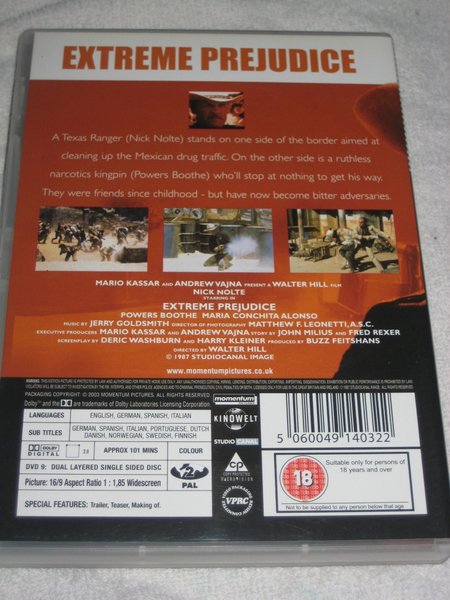 EXTREME PREJUDICE
A Texas Ranger (Nick Nolte) stands on one side of the border aimed at
cleaning up the Mexican drug traffic. On the other side is a ruthless
narcotics kingpin (Powers Boothe) who'll stop at nothing to get his way.
They were friends since childhood - but have now become bitter adversaries.
MARIO KASSAR AND ANDREW VAJNA PRESENT A WALTER HILL FILM
NICK NOLTE
STARRING IN
EXTREME PREJUDICE
POWERS BOOTHE MARIA CONCHITA ALONSO
MUSIC BY JERRY GOLDSMITH DIRECTOR OF PHOTOGRAPHY MATTHEW F. LEONETTI, A.S.C.
EXECUTIVE PRODUCERS MARIO KASSAR AND ANDREW VAJNA STORY BY JOHN MILIUS AND FRED REXER
SCREENPLAY BY DERIC WASHBURN AND HARRY KLEINER PRODUCED BY BUZZ FEITSHANS
DIRECTED BY WALTER HILL
© 1987 STUDIOCANAL IMAGE
www.momentumpictures.co.uk
PACKAGING COPYRIGHT © 2003 MOMENTUM PICTURES. ALL RIGHTS RESERVED.
Dolby and the are trademarks of Dolby Laboratories Licensing Corporation.
LANGUAGES
ENGLISH, GERMAN, SPANISH, ITALIAN
SUB TITLES
GERMAN, SPANISH, ITALIAN, PORTUGUESE, DUTCH
DANISH, NORWEGIAN, SWEDISH, FINNISH
DOLBY
DIGITAL
2.0
APPROX 101 MINS
COLOUR
DVD 9: DUAL LAYERED SINGLE SIDED DISC
2
PAL
Picture: 16/9 Aspect Ratio 1 : 1,85 Widescreen
SPECIAL FEATURES: Trailer, Teaser, Making of.
momentum
KINOWELT
STUDIO CANAL
CP
COPY PROTECTED
MACROVISION
VPRC
5 060049 140322
18
Suitable only for persons of
18 years and over
Not to be supplied to any person below that age